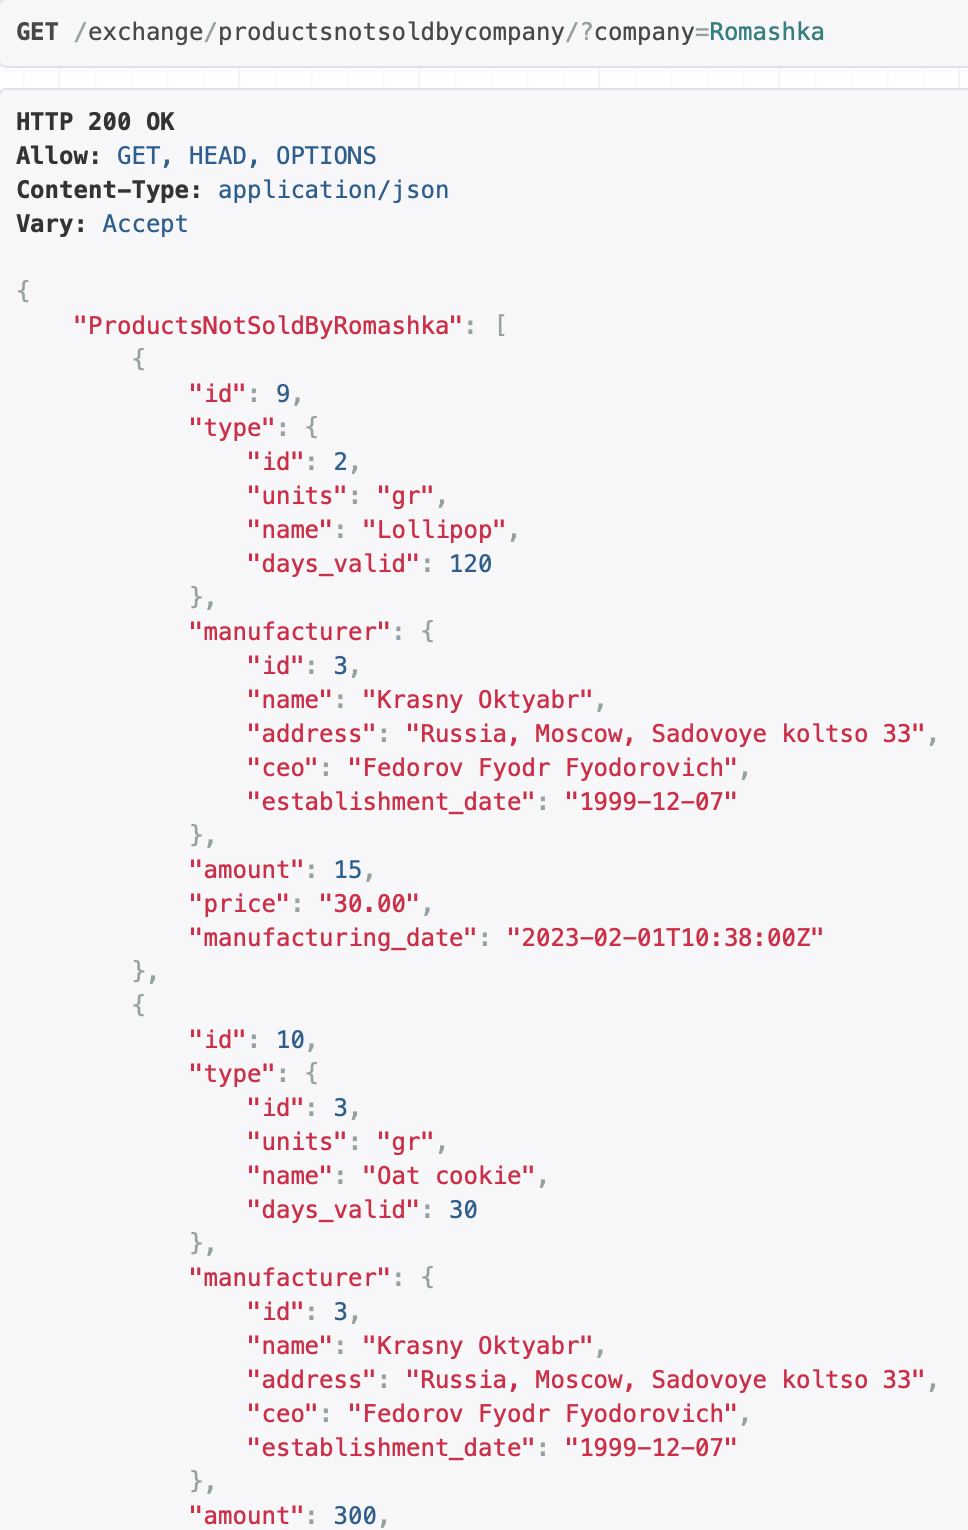 GET /exchange/productsnotsoldbycompany/?company=Romashka
HTTP 200 OK
Allow: GET, HEAD, OPTIONS
Content-Type: application/json
Vary: Accept
{
    "ProductsNotSoldByRomashka": [
        {
            "id": 9,
            "type": {
                "id": 2,
                "units": "gr",
                "name": "Lollipop",
                "days_valid": 120
            },
            "manufacturer": {
                "id": 3,
                "name": "Krasny Oktyabr",
                "address": "Russia, Moscow, Sadovoye koltso 33",
                "ceo": "Fedorov Fyodr Fyodorovich",
                "establishment_date": "1999-12-07"
            },
            "amount": 15,
            "price": "30.00",
            "manufacturing_date": "2023-02-01T10:38:00Z"
        },
        {
            "id": 10,
            "type": {
                "id": 3,
                "units": "gr",
                "name": "Oat cookie",
                "days_valid": 30
            },
            "manufacturer": {
                "id": 3,
                "name": "Krasny Oktyabr",
                "address": "Russia, Moscow, Sadovoye koltso 33",
                "ceo": "Fedorov Fyodr Fyodorovich",
                "establishment_date": "1999-12-07"
            },
            "amount": 300,